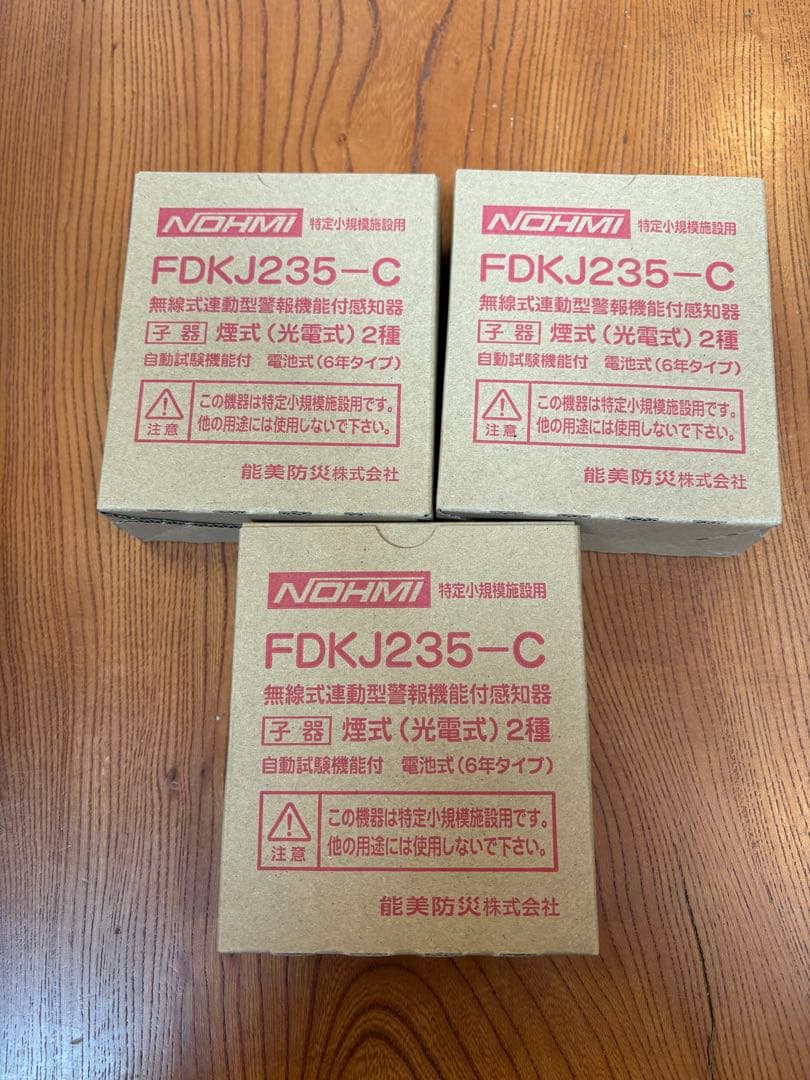 NOHMI 特定小規模施設用
FDKJ235-C
無線式連動型警報機能付感知器
子器 煙式(光電式)2種
自動試験機能付 電池式(6年タイプ)
注意
この機器は特定小規模施設用です。
他の用途には使用しないで下さい。
能美防災株式会社
NOHMI 特定小規模施設用
FDKJ235-C
無線式連動型警報機能付感知器
子器 煙式(光電式)2種
自動試験機能付 電池式(6年タイプ)
注意
この機器は特定小規模施設用です。
他の用途には使用しないで下さい。
能美防災株式会社
NOHMI 特定小規模施設用
FDKJ235-C
無線式連動型警報機能付感知器
子器 煙式(光電式)2種
自動試験機能付 電池式(6年タイプ)
注意
この機器は特定小規模施設用です。
他の用途には使用しないで下さい。
能美防災株式会社